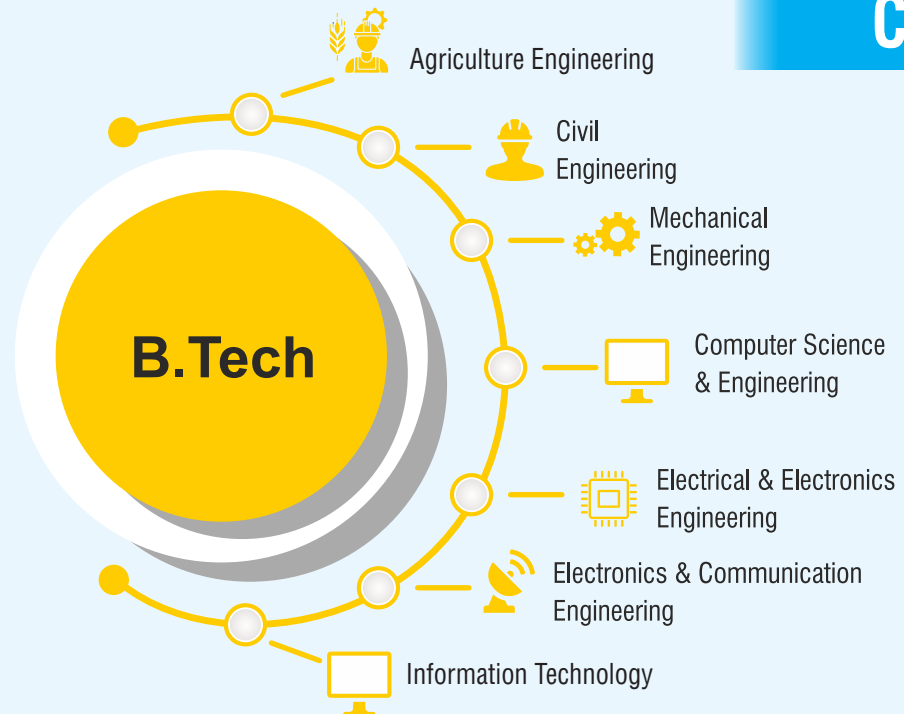 C
Agriculture Engineering
Civil
Engineering
Mechanical
Engineering
B.Tech
Computer Science
& Engineering
Electrical & Electronics
Engineering
Electronics & Communication
Engineering
Information Technology